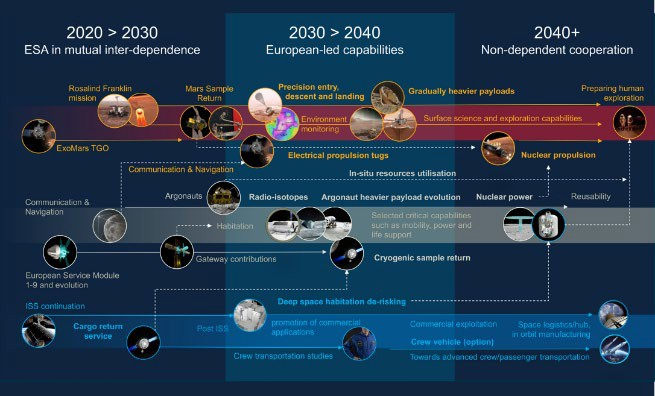 2020 > 2030
ESA in mutual inter-dependence
2030 > 2040
European-led capabilities
2040+
Non-dependent cooperation
Rosalind Franklin
mission
Mars Sample
Return
Precision entry,
descent and landing
Gradually heavier payloads
Preparing human
exploration
Environment
monitoring
Surface science and exploration capabilities
ExoMars TGO
Electrical propulsion tugs
Nuclear propulsion
Communication & Navigation
In-situ resources utilisation
Argonauts
Radio-isotopes
Argonaut heavier payload evolution
Nuclear power
Reusability
Communication &
Navigation
Habitation
Selected critical capabilities
such as mobility, power and
life support
Gateway contributions
Cryogenic sample return
European Service Module
1-9 and evolution
Deep space habitation de-risking
ISS continuation
Cargo return
service
Post ISS
promotion of commercial
applications
Commercial exploitation
Space logistics/hub,
in orbit manufacturing
Crew transportation studies
Crew vehicle (option)
Towards advanced crew/passenger transportation